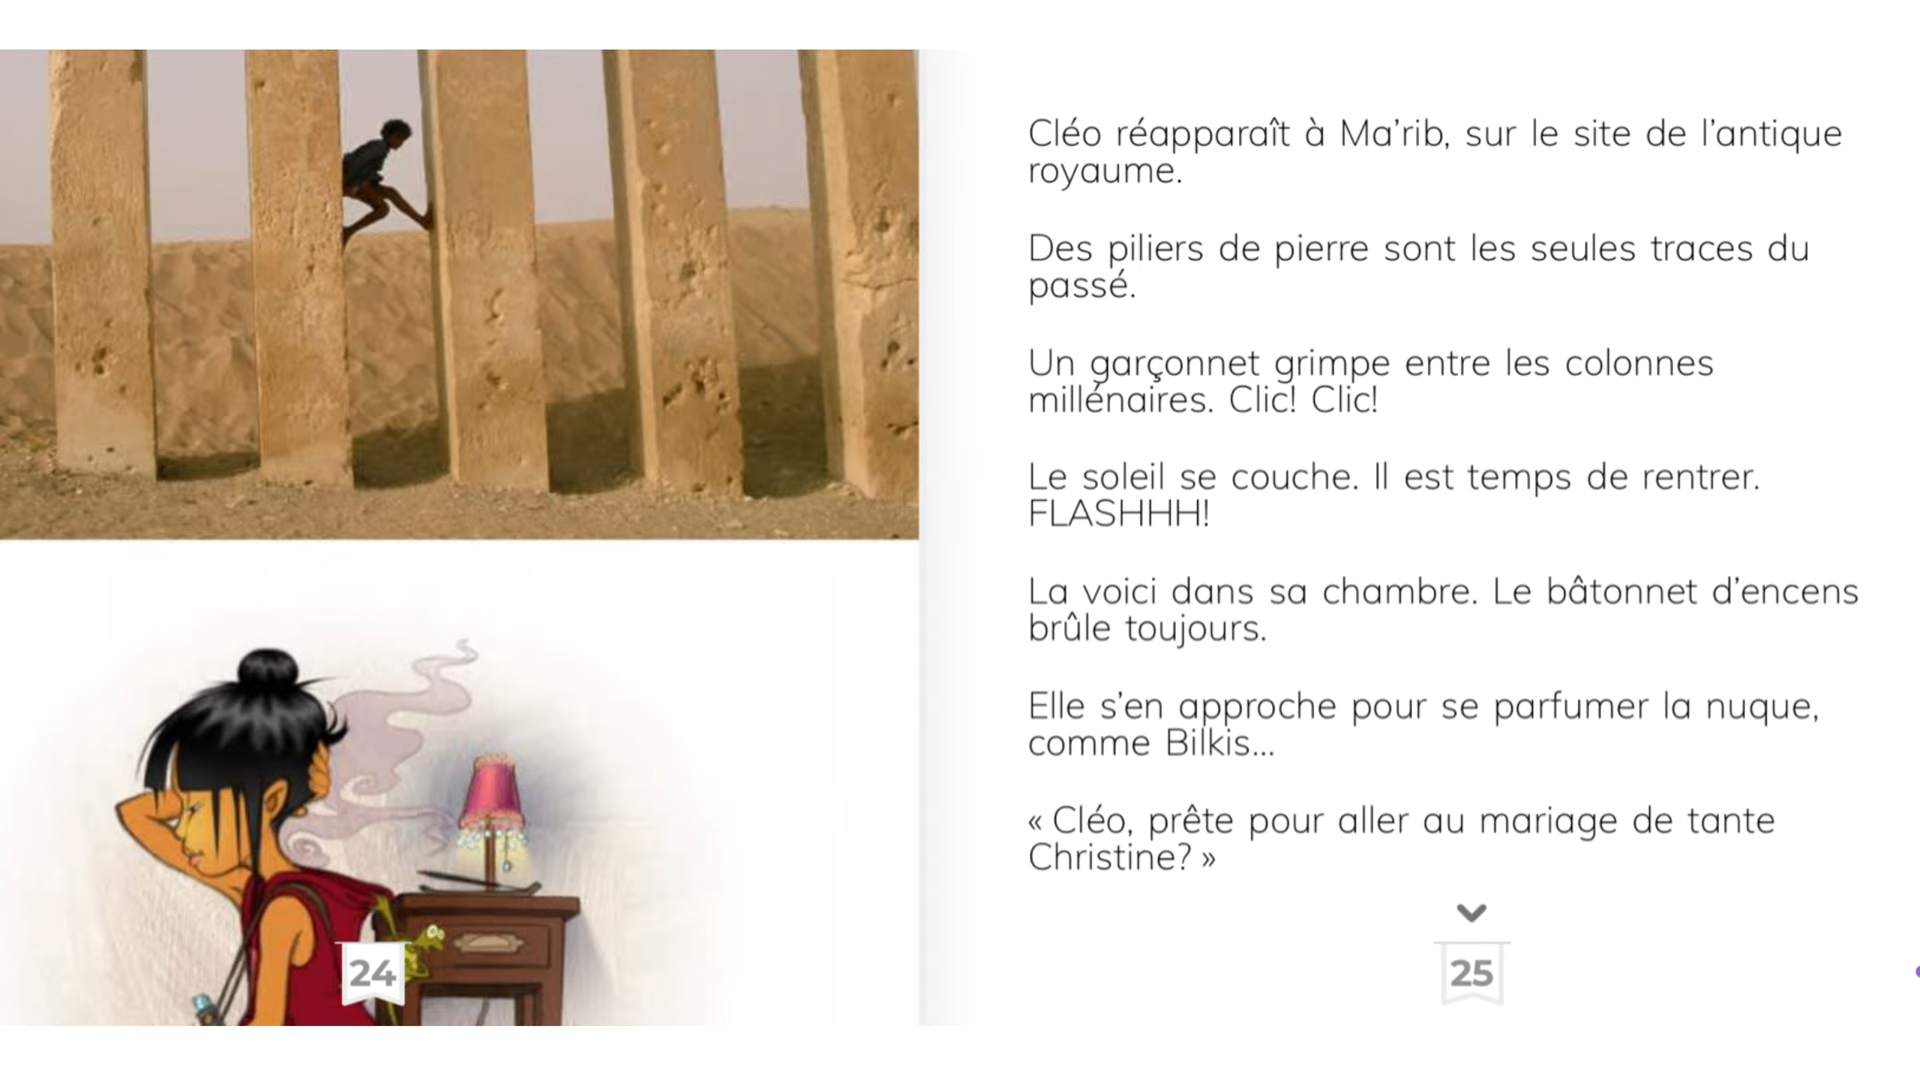 Cléo réapparaît à Ma’rib, sur le site de l’antique
royaume.
Des piliers de pierre sont les seules traces du
passé.
Un garçonnet grimpe entre les colonnes
millénaires. Clic! Clic!
Le soleil se couche. Il est temps de rentrer.
FLASHHH!
La voici dans sa chambre. Le bâtonnet d’encens
brûle toujours.
Elle s’en approche pour se parfumer la nuque,
comme Bilkis...
« Cléo, prête pour aller au mariage de tante
Christine? »
24
25